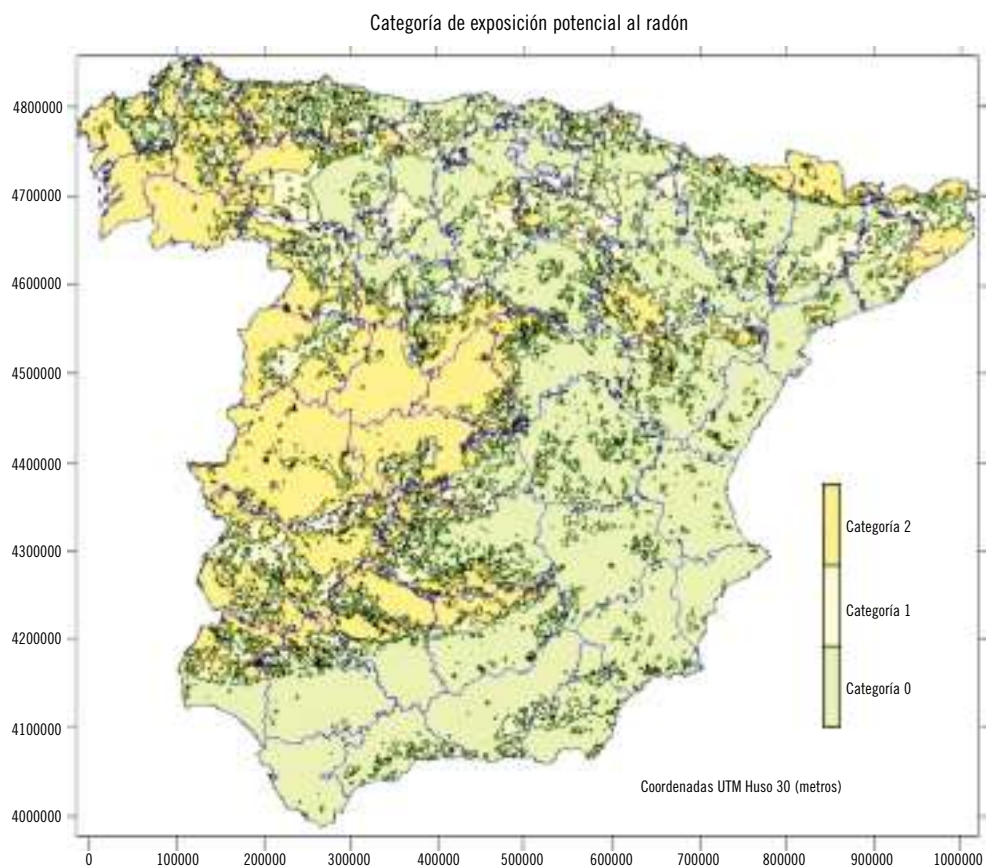 Categoría de exposición potencial al radón
4800000
4700000
4600000
4500000
4400000
4300000
4200000
4100000
4000000
Categoría 2
Categoría 1
Categoría 0
Coordenadas UTM Huso 30 (metros)
0 100000 200000 300000 400000 500000 600000 700000 800000 900000 1000000